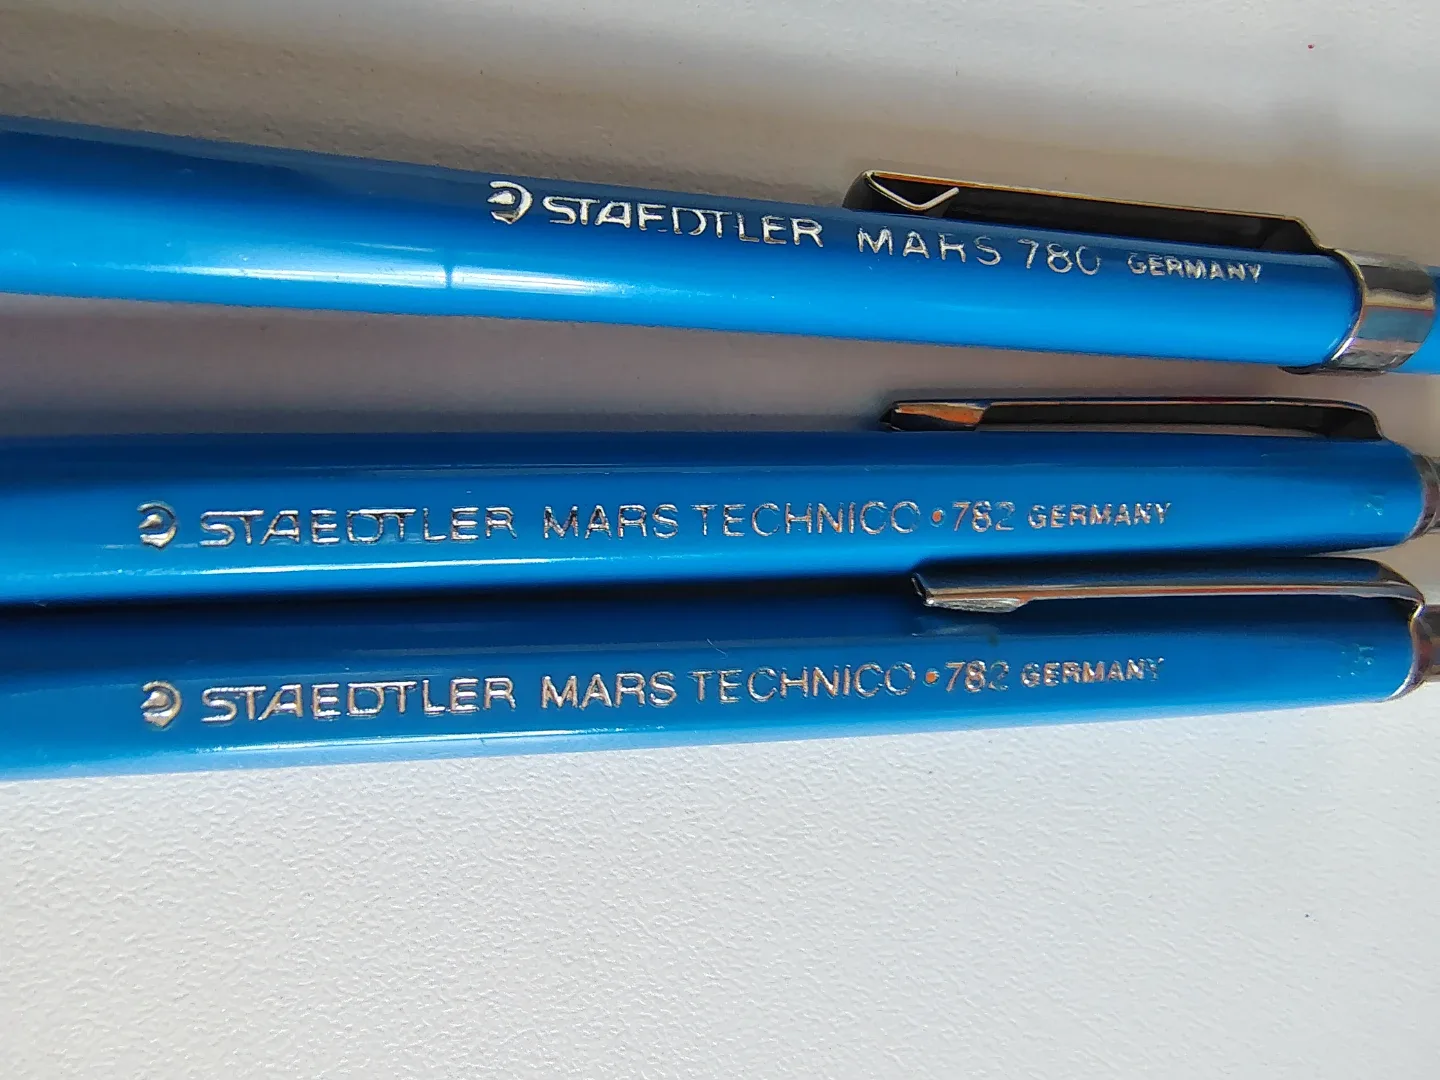 STAEDTLER MARS 780 GERMANY
STAEDTLER MARS TECHNICO • 782 GERMANY
STAEDTLER MARS TECHNICO • 782 GERMANY